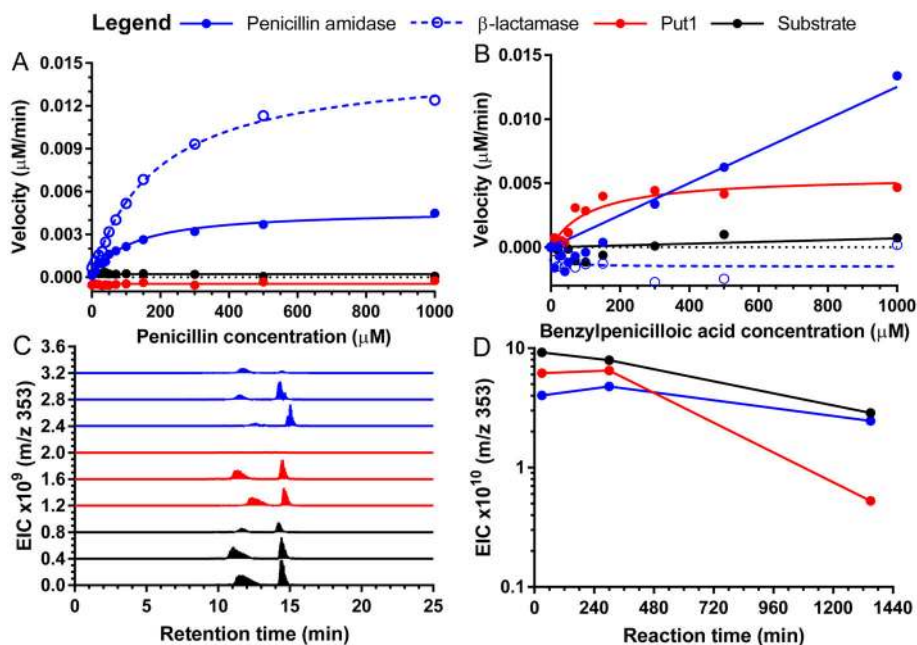 Legend Penicillin amidase β-lactamase Put1 Substrate
A
Velocity (μM/min)
0.015
0.012
0.009
0.006
0.003
0.000
0 200 400 600 800 1000
Penicillin concentration (μM)
B
Velocity (μM/min)
0.015
0.010
0.005
0.000
0 200 400 600 800 1000
Benzylpenicilloic acid concentration (μM)
C
EIC x10⁹ (m/z 353)
3.6
3.2
2.8
2.4
2.0
1.6
1.2
0.8
0.4
0.0
0 5 10 15 20 25
Retention time (min)
D
EIC x10¹⁰ (m/z 353)
10
1
0.1
0 240 480 720 960 1200 1440
Reaction time (min)